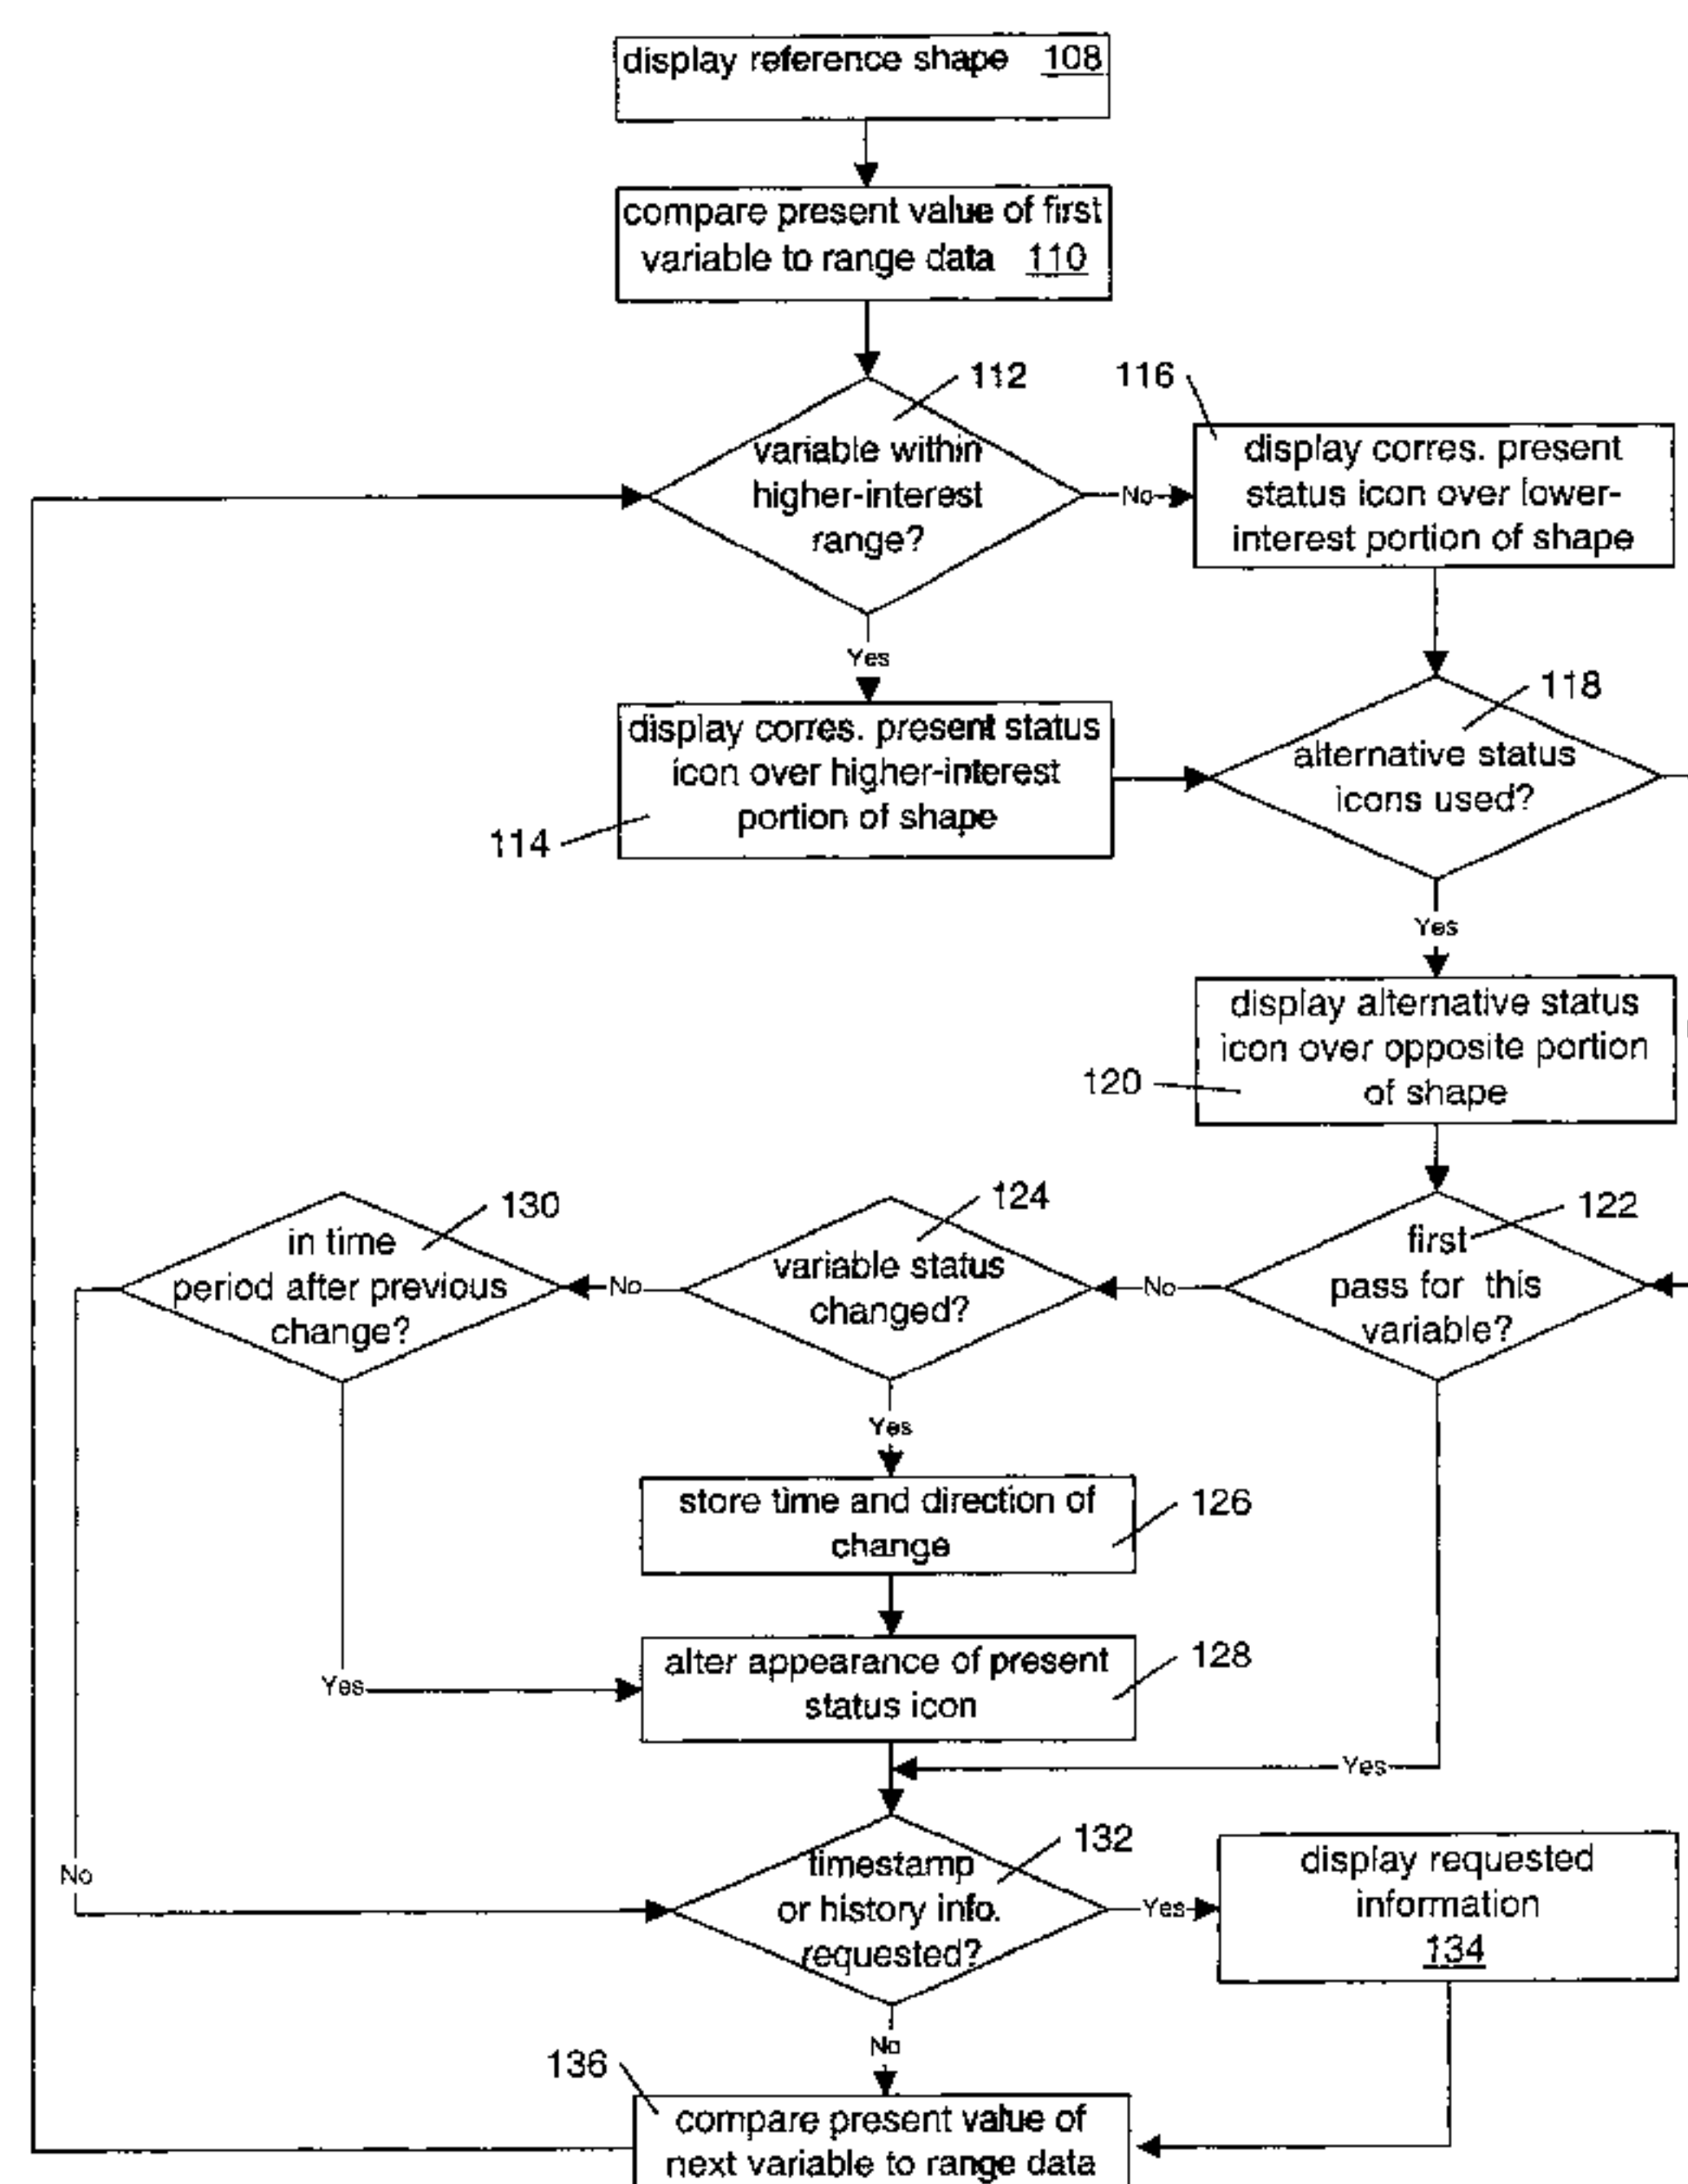 display reference shape 108
compare present value of first
variable to range data 110
112
variable within
higher-interest
range?
No
116
display corres. present
status icon over lower-
interest portion of shape
Yes
display corres. present status
icon over higher-interest
portion of shape
114
118
alternative status
icons used?
Yes
display alternative status
icon over opposite portion
of shape
120
130
in time
period after previous
change?
No
124
variable status
changed?
No
122
first
pass for this
variable?
Yes
store time and direction of
change
126
alter appearance of present
status icon
128
Yes
Yes
No
132
timestamp
or history info.
requested?
Yes
display requested
information
134
No
136
compare present value of
next variable to range data